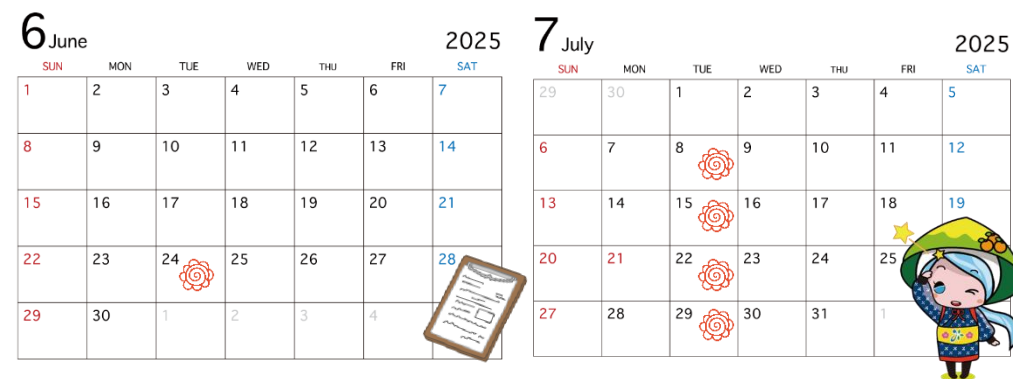 6 June 2025
SUN MON TUE WED THU FRI SAT
1 2 3 4 5 6 7
8 9 10 11 12 13 14
15 16 17 18 19 20 21
22 23 24 25 26 27 28
29 30 1 2 3 4
7 July 2025
SUN MON TUE WED THU FRI SAT
29 30 1 2 3 4 5
6 7 8 9 10 11 12
13 14 15 16 17 18 19
20 21 22 23 24 25
27 28 29 30 31 1